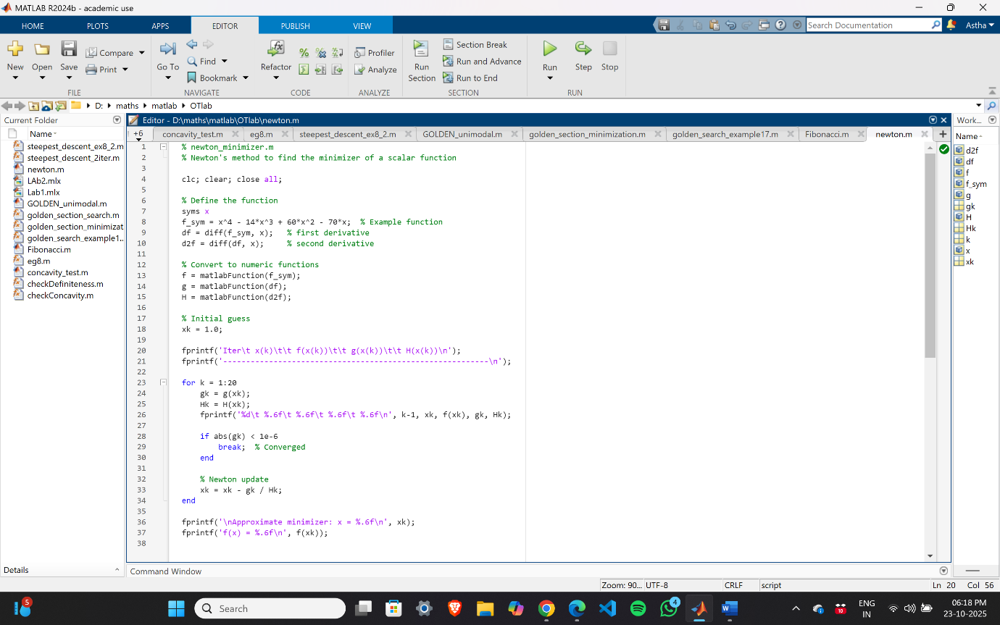 MATLAB R2024b - academic use
HOME PLOTS APPS EDITOR PUBLISH VIEW Search Documentation Astha
New Open Save Compare Print Go To Find Bookmark Refactor Profiler Analyze Run Section Section Break Run and Advance Run to End Run Step Stop
FILE NAVIGATE CODE ANALYZE SECTION RUN
D: maths matlab OTlab
Current Folder
Name
steepest_descent_ex8_2.m
steepest_descent_2iter.m
newton.m
LAb2.mlx
Lab1.mlx
GOLDEN_unimodal.m
golden_section_search.m
golden_section_minimizat
golden_search_example1...
Fibonacci.m
eg8.m
concavity_test.m
checkDefiniteness.m
checkConcavity.m
Details
Editor - D:\maths\matlab\OTlab\newton.m
+6 concavity_test.m eg8.m steepest_descent_ex8_2.m GOLDEN_unimodal.m golden_section_minimization.m golden_search_example17.m Fibonacci.m newton.m
1 % newton_minimizer.m
2 % Newton's method to find the minimizer of a scalar function
3
4 clc; clear; close all;
5
6 % Define the function
7 syms x
8 f_sym = x^4 - 14*x^3 + 60*x^2 - 70*x; % Example function
9 df = diff(f_sym, x); % first derivative
10 d2f = diff(df, x); % second derivative
11
12 % Convert to numeric functions
13 f = matlabFunction(f_sym);
14 g = matlabFunction(df);
15 H = matlabFunction(d2f);
16
17 % Initial guess
18 xk = 1.0;
19
20 fprintf('Iter\t x(k)\t\t f(x(k))\t\t g(x(k))\t\t H(x(k))\n');
21 fprintf('----------------------------------------------------------\n');
22
23 for k = 1:20
24 gk = g(xk);
25 Hk = H(xk);
26 fprintf('%d\t %.6f\t %.6f\t %.6f\t %.6f\n', k-1, xk, f(xk), gk, Hk);
27
28 if abs(gk) < 1e-6
29 break; % Converged
30 end
31
32 % Newton update
33 xk = xk - gk / Hk;
34 end
35
36 fprintf('\nApproximate minimizer: x = %.6f\n', xk);
37 fprintf('f(x) = %.6f\n', f(xk));
38
Command Window
Work...
Name
d2f
df
f
f_sym
g
gk
H
Hk
k
x
xk
Zoom: 90... UTF-8 CRLF script Ln 20 Col 56
5 Search 4 10 ENG IN 06:18 PM 23-10-2025